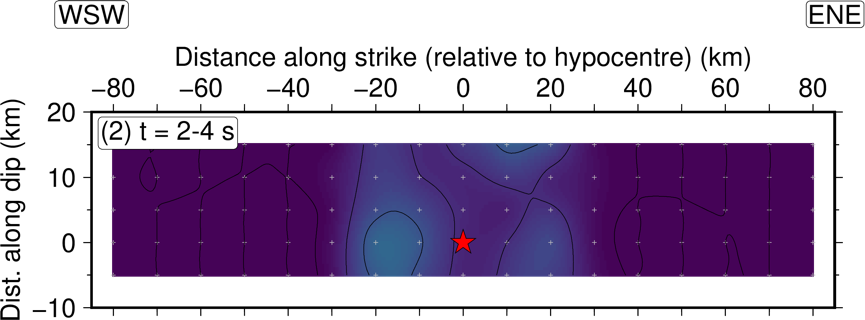 WSW ENE
Distance along strike (relative to hypocentre) (km)
−80 −60 −40 −20 0 20 40 60 80
Dist. along dip (km)
20
10
0
−10
(2) t = 2-4 s